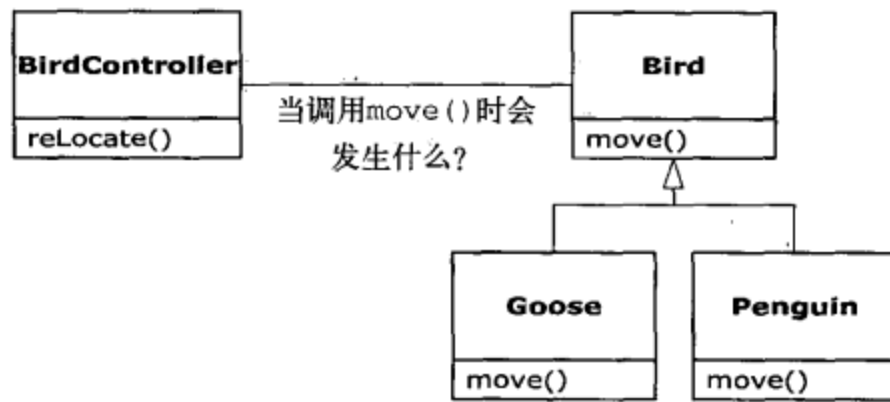 BirdController
reLocate()
当调用move()时会
发生什么?
Bird
move()
Goose
move()
Penguin
move()